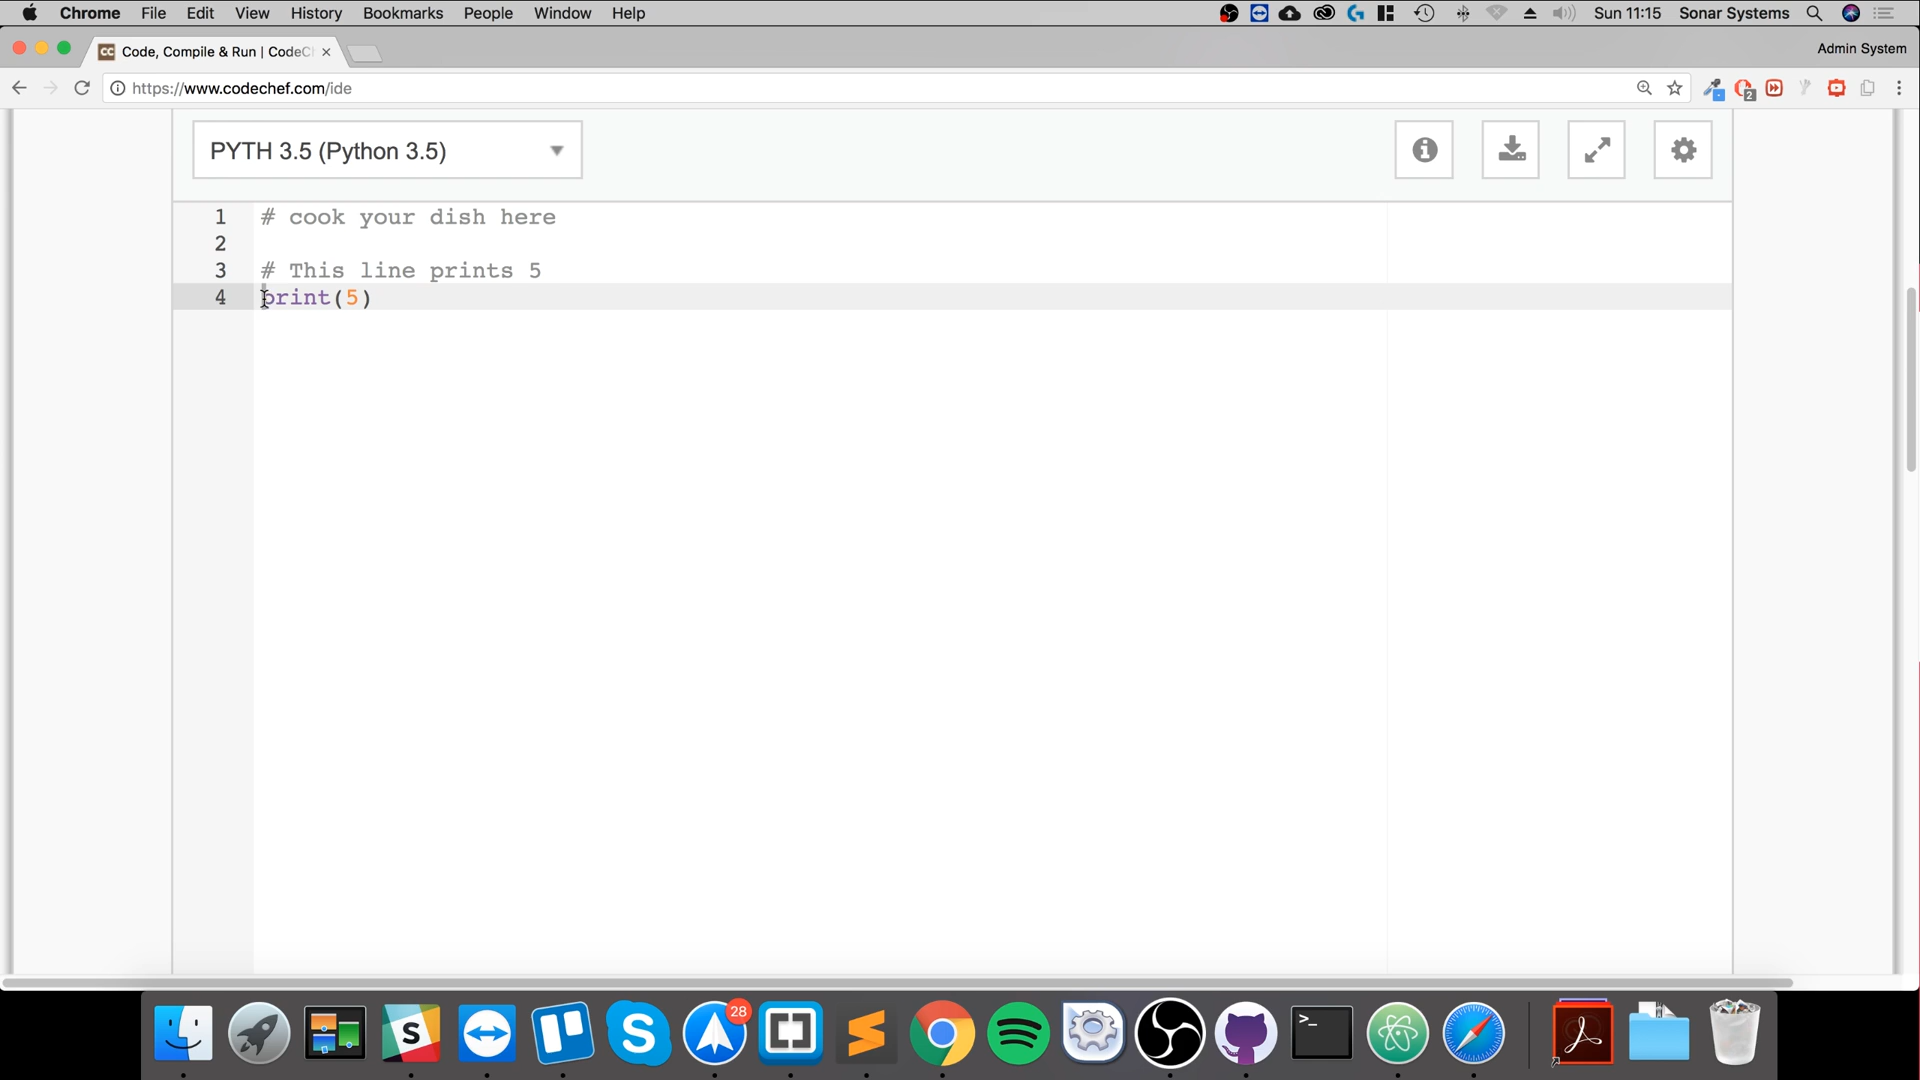 Chrome File Edit View History Bookmarks People Window Help Sun 11:15 Sonar Systems
CC Code, Compile & Run | CodeC Admin System
https://www.codechef.com/ide 2
PYTH 3.5 (Python 3.5)
1 # cook your dish here
2
3 # This line prints 5
4 print(5)
S S 28 >_